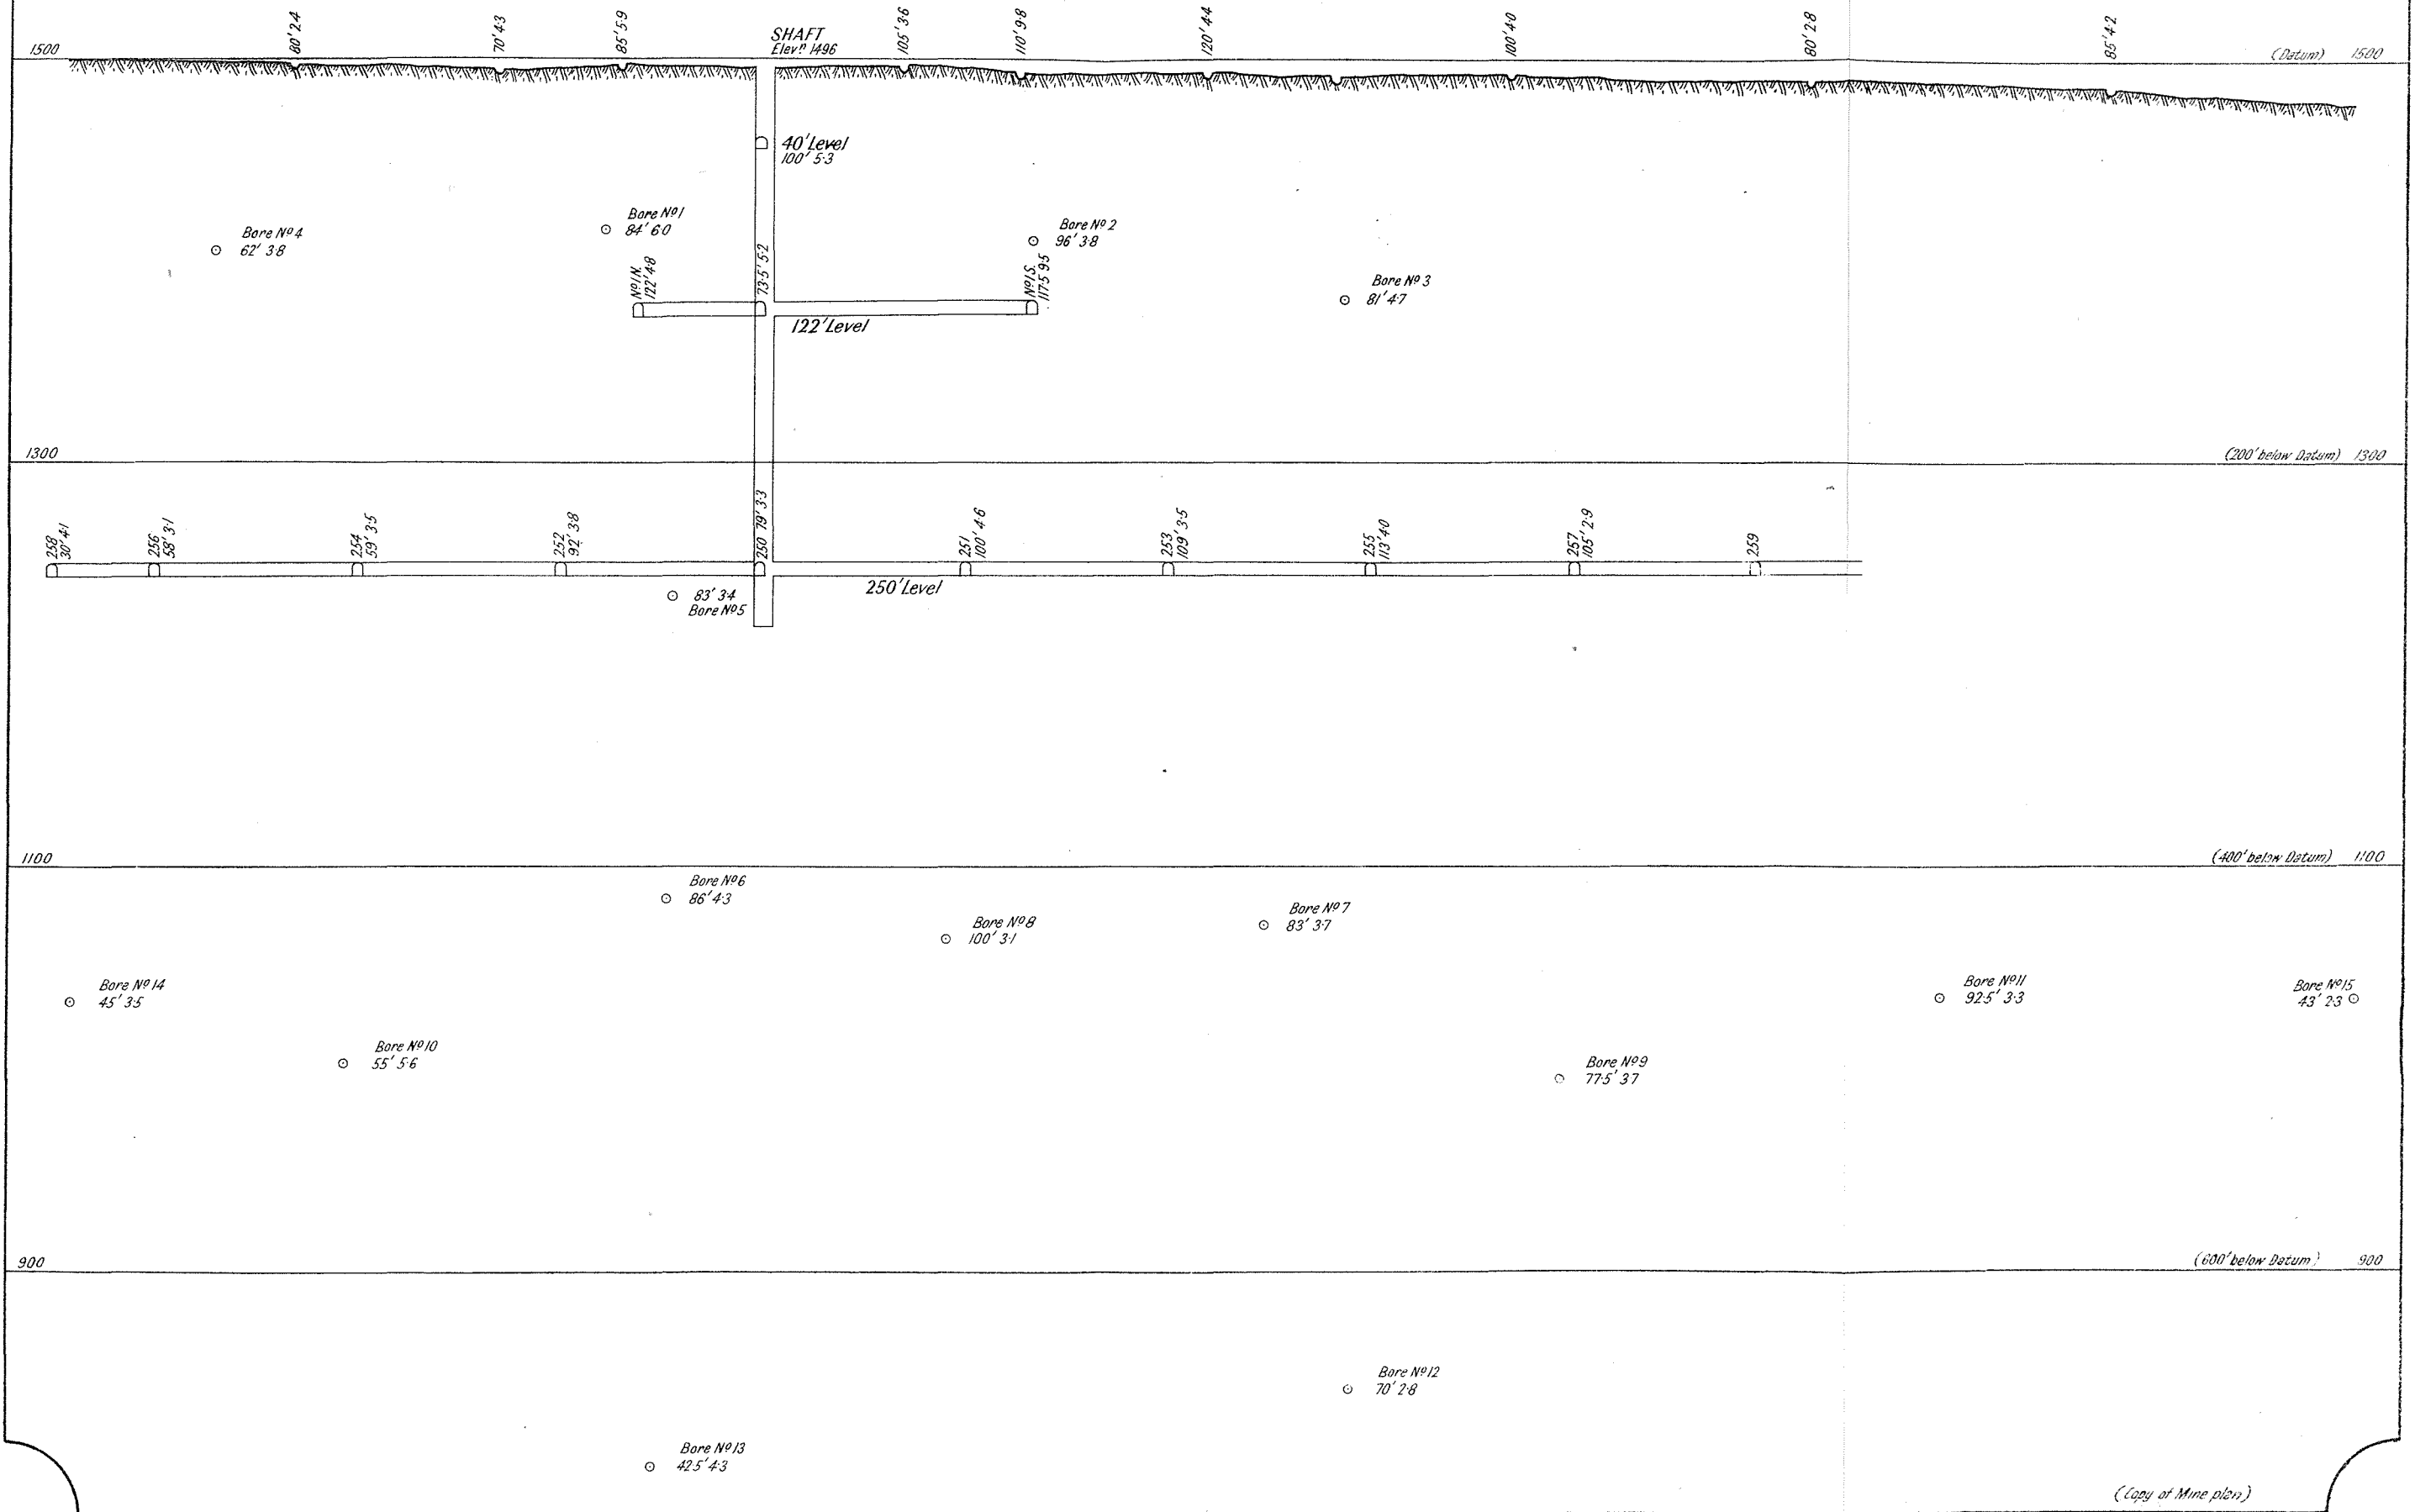 80' 2·4
70' 4·3
85' 5·9
SHAFT
Elevn 1496
105' 3·6
110' 9·8
120' 4·4
100' 4·0
80' 2·8
85' 4·2
1500
(Datum) 1500
40' Level
100' 5·3
Bore No 4
62' 3·8
Bore No 1
84' 6·0
No 1 N.
122' 4·8
73·5' 5·2
No 1 S.
117·5 9·5
Bore No 2
96' 3·8
Bore No 3
81' 4·7
122' Level
1300
(200' below Datum) 1300
258
30' 4·1
256
58' 3·1
254
59' 3·5
252
92' 3·8
250 79' 3·3
251
100' 4·6
253
109' 3·5
255
113' 4·0
257
105' 2·9
259
250' Level
83' 3·4
Bore No 5
1100
(400' below Datum) 1100
Bore No 6
86' 4·3
Bore No 8
100' 3·1
Bore No 7
83' 3·7
Bore No 14
45' 3·5
Bore No 11
92·5' 3·3
Bore No 15
43' 2·3
Bore No 10
55' 5·6
Bore No 9
77·5' 3·7
900
(600' below Datum) 900
Bore No 12
70' 2·8
Bore No 13
42·5' 4·3
(Copy of Mine plan)